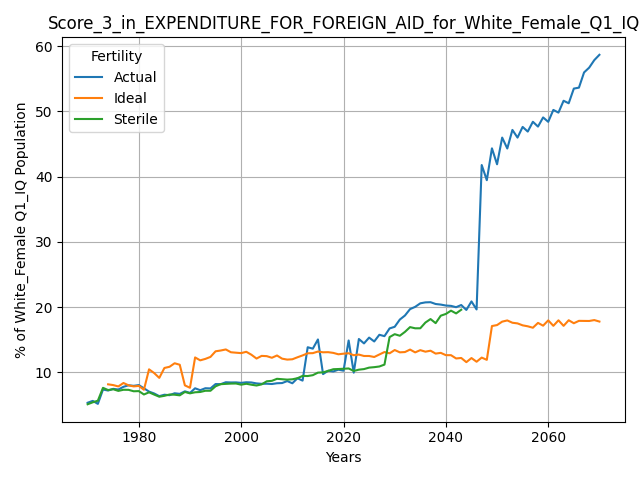 Score_3_in_EXPENDITURE_FOR_FOREIGN_AID_for_White_Female_Q1_IQ
Fertility
Actual
Ideal
Sterile
% of White_Female Q1_IQ Population
60
50
40
30
20
10
1980
2000
2020
2040
2060
Years